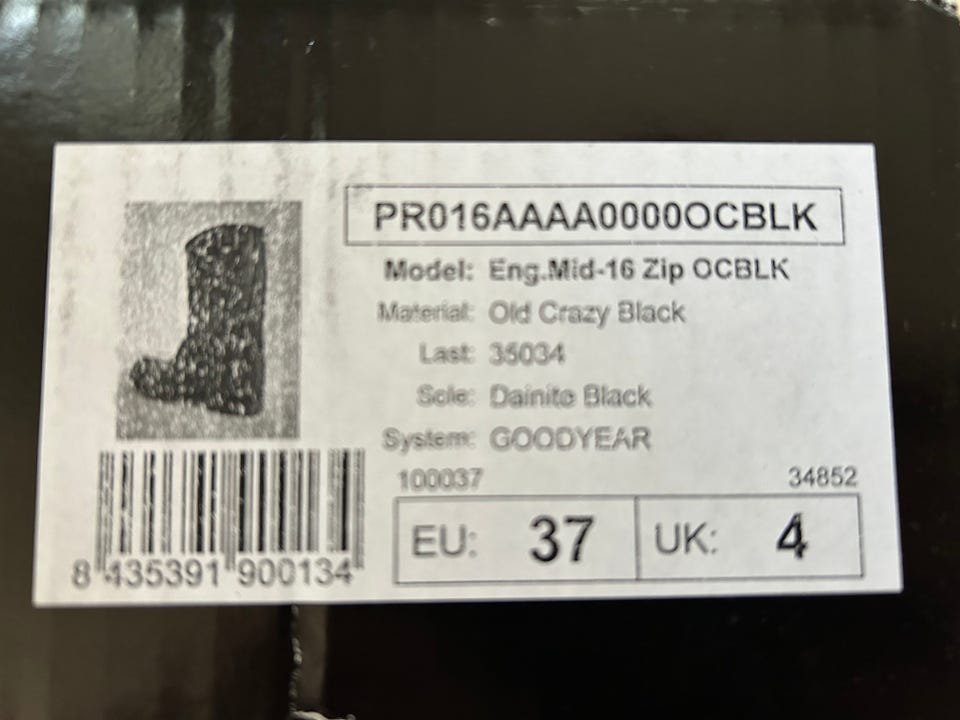 PR016AAAA0000OCBLK
Model: Eng.Mid-16 Zip OCBLK
Material: Old Crazy Black
Last: 35034
Sole: Dainite Black
System: GOODYEAR
100037 34852
EU: 37 UK: 4
8 435391 900134